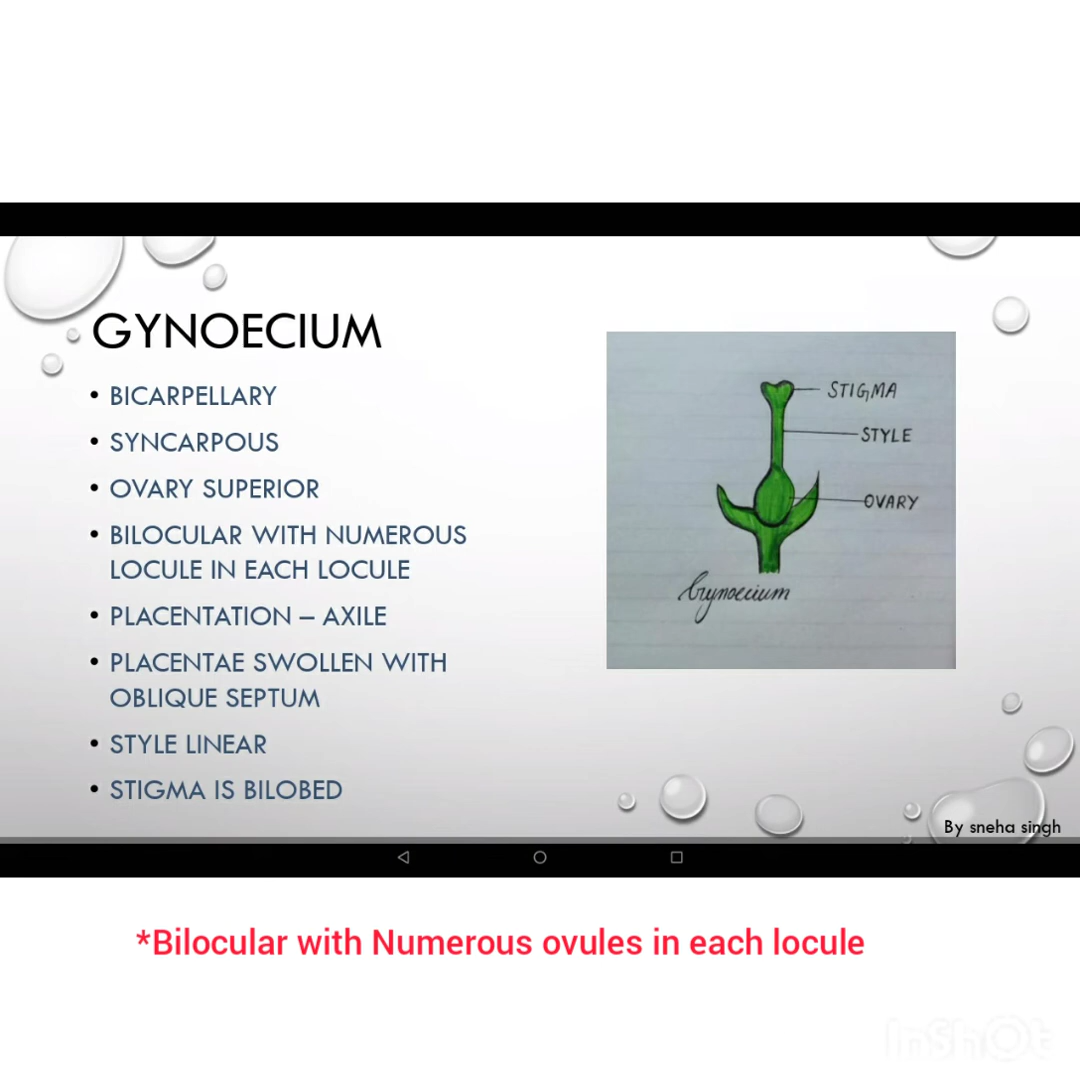 GYNOECIUM
• BICARPELLARY
• SYNCARPOUS
• OVARY SUPERIOR
• BILOCULAR WITH NUMEROUS
LOCULE IN EACH LOCULE
• PLACENTATION – AXILE
• PLACENTAE SWOLLEN WITH
OBLIQUE SEPTUM
• STYLE LINEAR
• STIGMA IS BILOBED
STIGMA
STYLE
OVARY
Gynoecium
By sneha singh
*Bilocular with Numerous ovules in each locule
InShOt